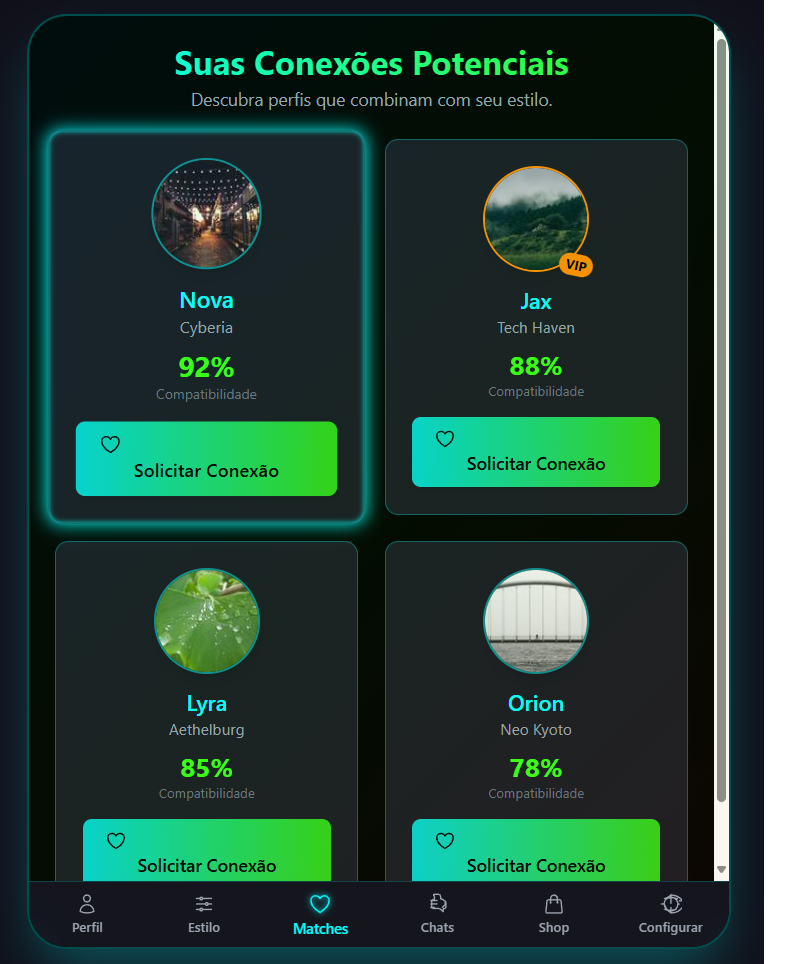 Suas Conexões Potenciais
Descubra perfis que combinam com seu estilo.
Nova
Cyberia
92%
Compatibilidade
Solicitar Conexão
VIP
Jax
Tech Haven
88%
Compatibilidade
Solicitar Conexão
Lyra
Aethelburg
85%
Compatibilidade
Solicitar Conexão
Orion
Neo Kyoto
78%
Compatibilidade
Solicitar Conexão
Perfil
Estilo
Matches
Chats
Shop
Configurar